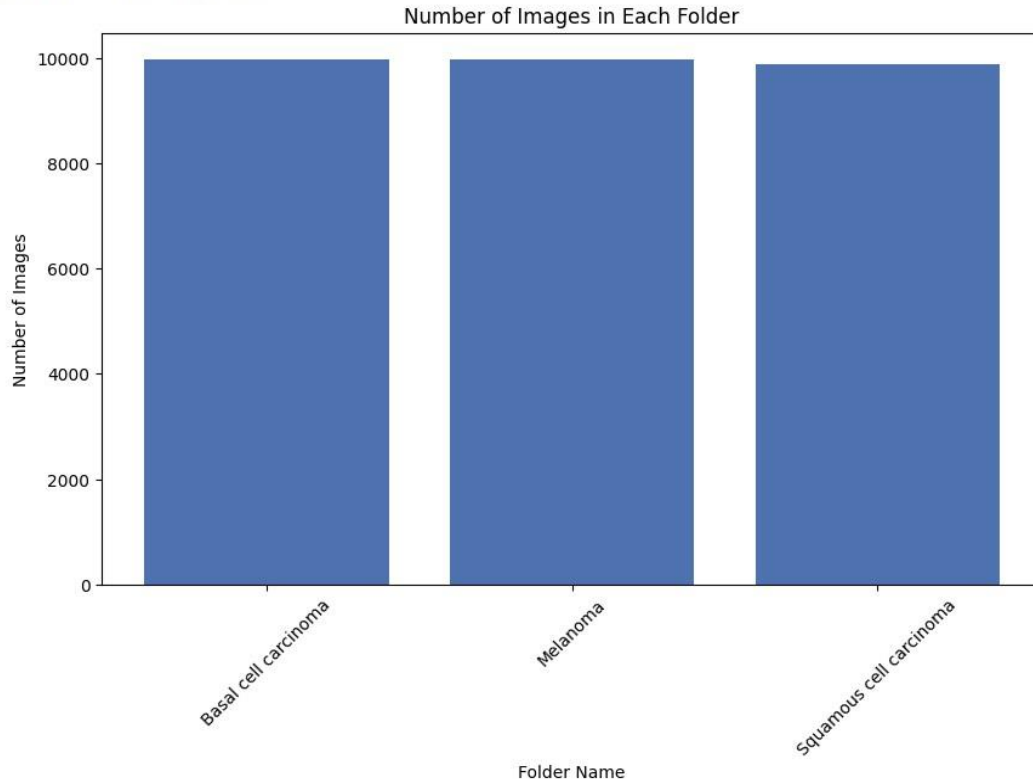 Number of Images in Each Folder
10000
8000
6000
4000
2000
0
Number of Images
Basal cell carcinoma
Melanoma
Squamous cell carcinoma
Folder Name